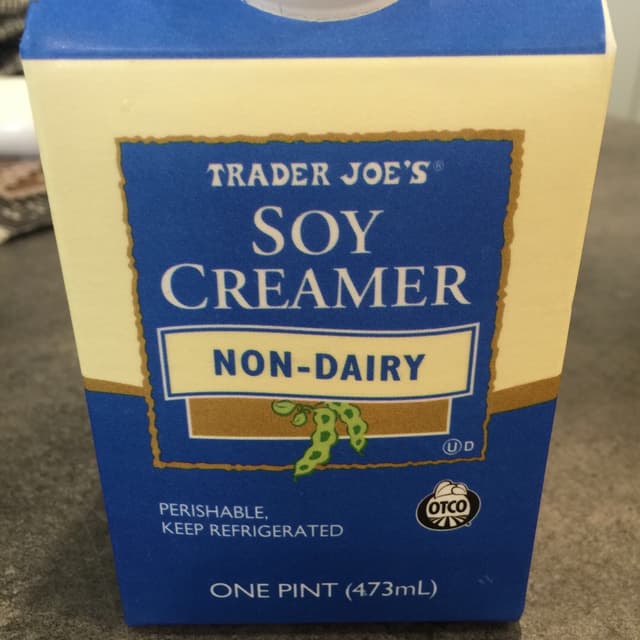 TRADER JOE'S®
SOY
CREAMER
NON-DAIRY
U D
OTCO
PERISHABLE,
KEEP REFRIGERATED
ONE PINT (473mL)